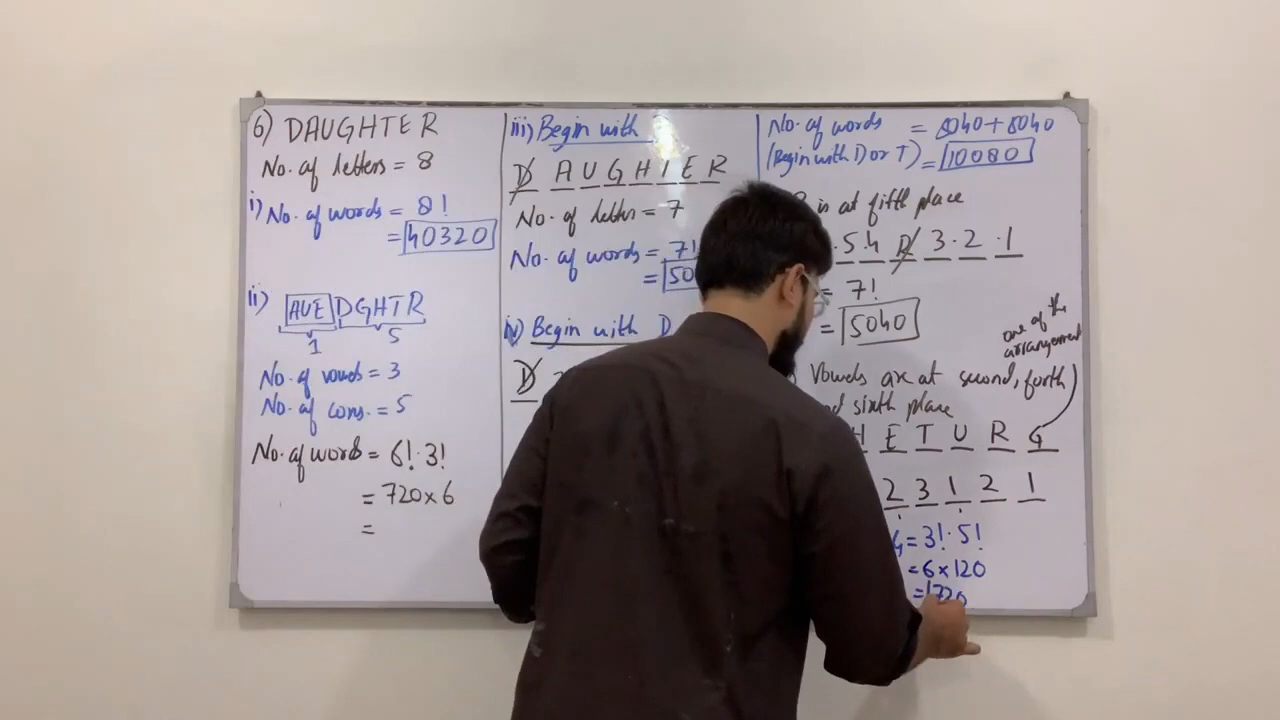 6) DAUGHTER
No. of letters = 8
i) No. of words = 8!
= 40320
ii) AUE DGHTR
1 5
No. of vowels = 3
No. of cons. = 5
No. of words = 6! · 3!
= 720 × 6
=
iii) Begin with
D A U G H T E R
No. of letters = 7
No. of words = 7!
= 50
iv) Begin with D
D
No. of words = 5040 + 5040
(Begin with D or T) = 10080
is at fifth place
· 5 · 4 D 3 · 2 · 1
= 7!
= 5040
one of the
arrangement
Vowels are at second, forth
sixth place
H E T U R G
2 3 1 2 1
= 3! · 5!
= 6 × 120
= 720